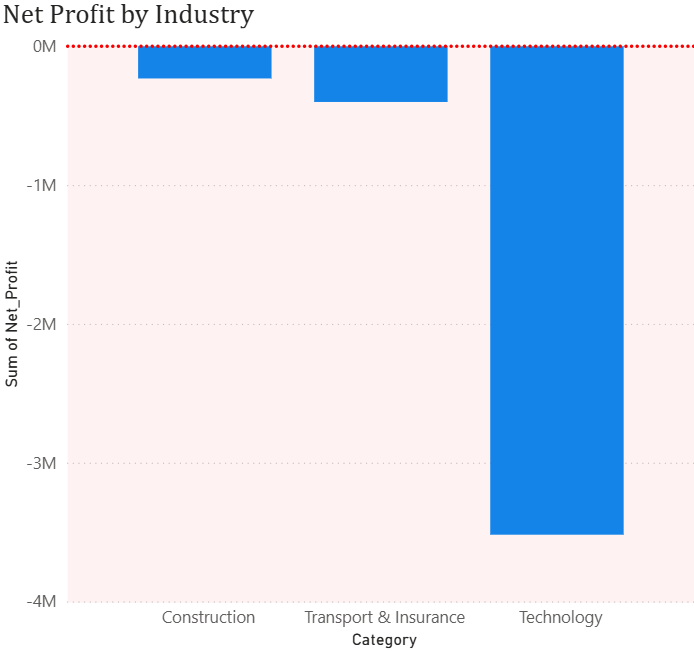 Net Profit by Industry
0M
-1M
-2M
-3M
-4M
Sum of Net_Profit
Construction
Transport & Insurance
Technology
Category